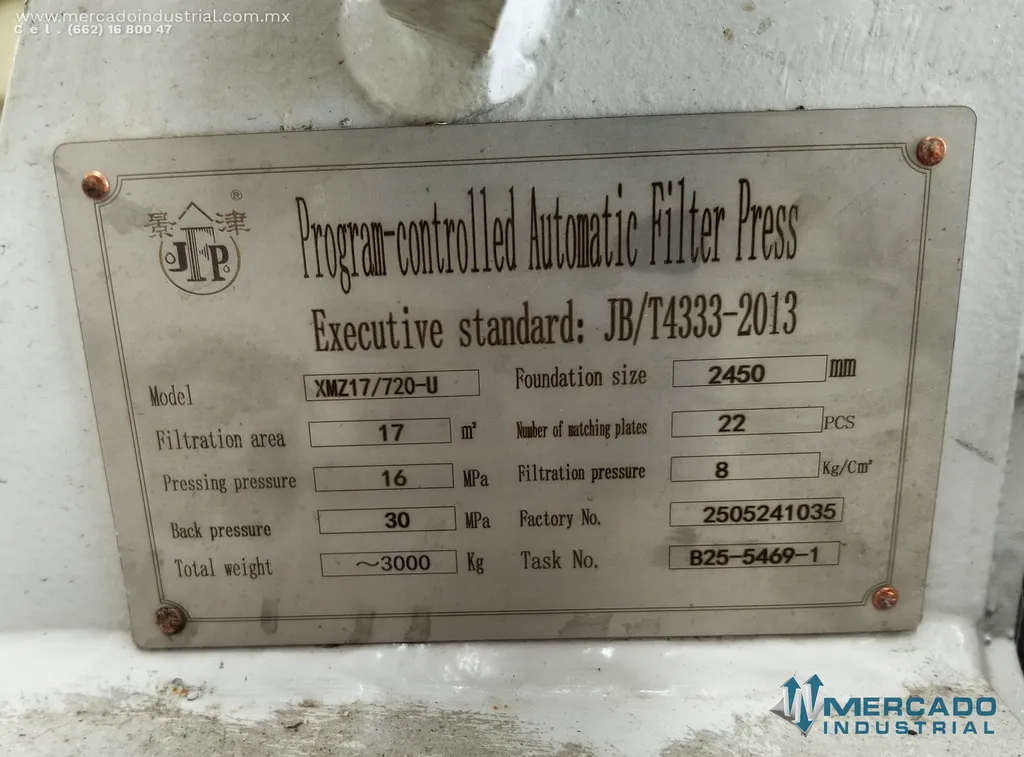 www.mercadoindustrial.com.mx
Cel. (662) 16 800 47
®
景 津
JFP
Program-controlled Automatic Filter Press
Executive standard: JB/T4333-2013
Model XMZ17/720-U Foundation size 2450 mm
Filtration area 17 m² Number of matching plates 22 PCS
Pressing pressure 16 MPa Filtration pressure 8 Kg/Cm²
Back pressure 30 MPa Factory No. 2505241035
Total weight ~3000 Kg Task No. B25-5469-1
MERCADO
INDUSTRIAL